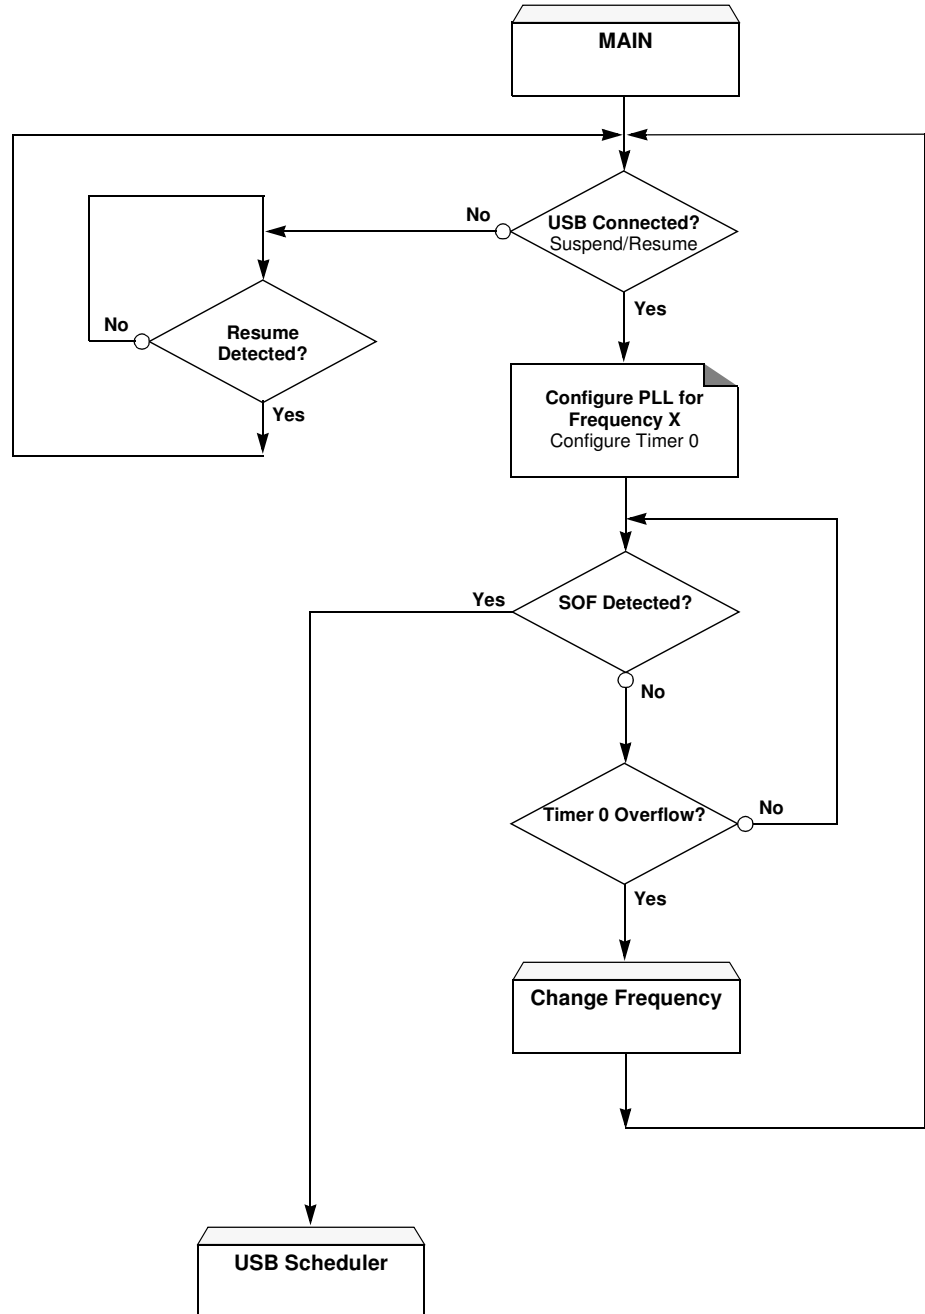 MAIN
No
USB Connected?
Suspend/Resume
Yes
No
Resume
Detected?
Yes
Configure PLL for
Frequency X
Configure Timer 0
Yes
SOF Detected?
No
Timer 0 Overflow?
No
Yes
Change Frequency
USB Scheduler